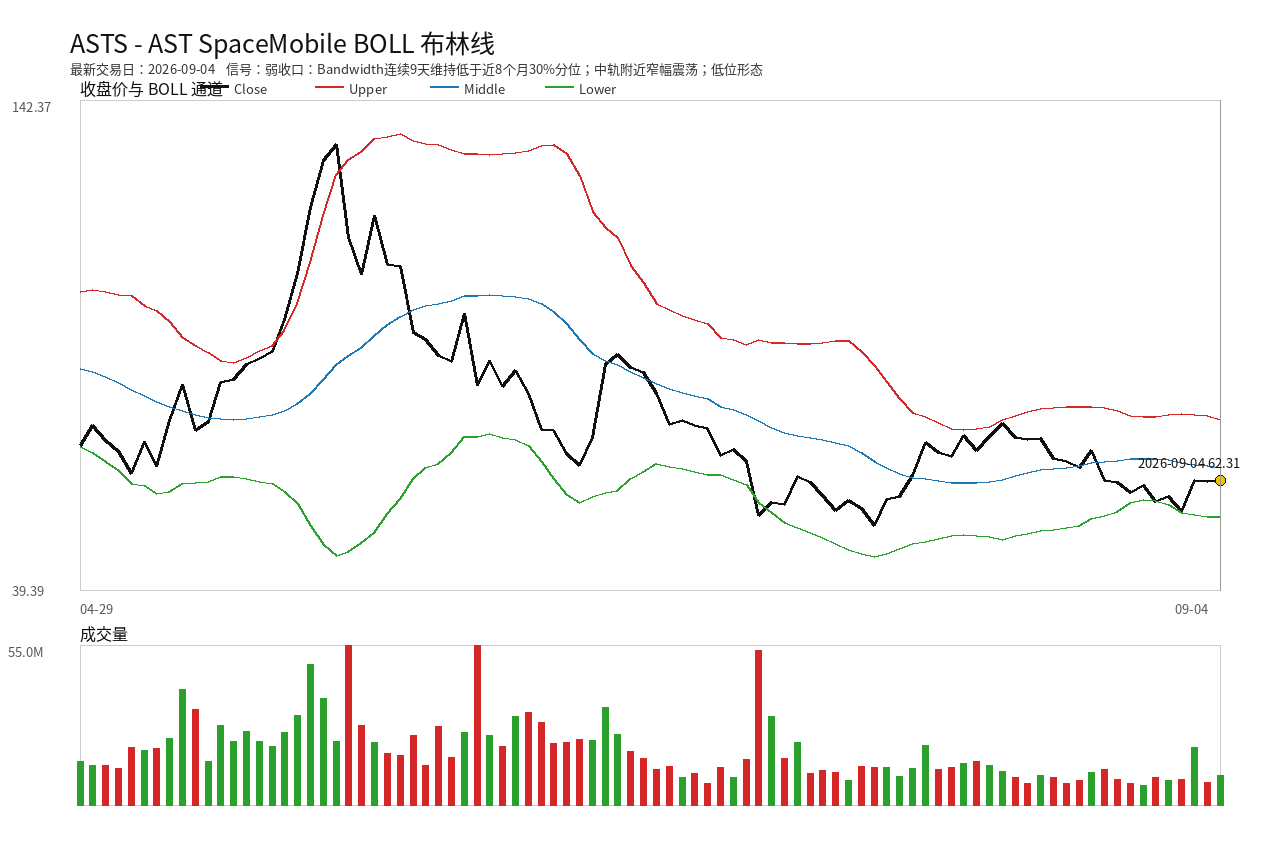 ASTS - AST SpaceMobile BOLL 布林线
最新交易日：2026-09-04 信号：弱收口：Bandwidth连续9天维持低于近8个月30%分位；中轨附近窄幅震荡；低位形态
收盘价与 BOLL 通道 Close Upper Middle Lower
142.37
2026-09-04 62.31
39.39
04-29 09-04
成交量
55.0M